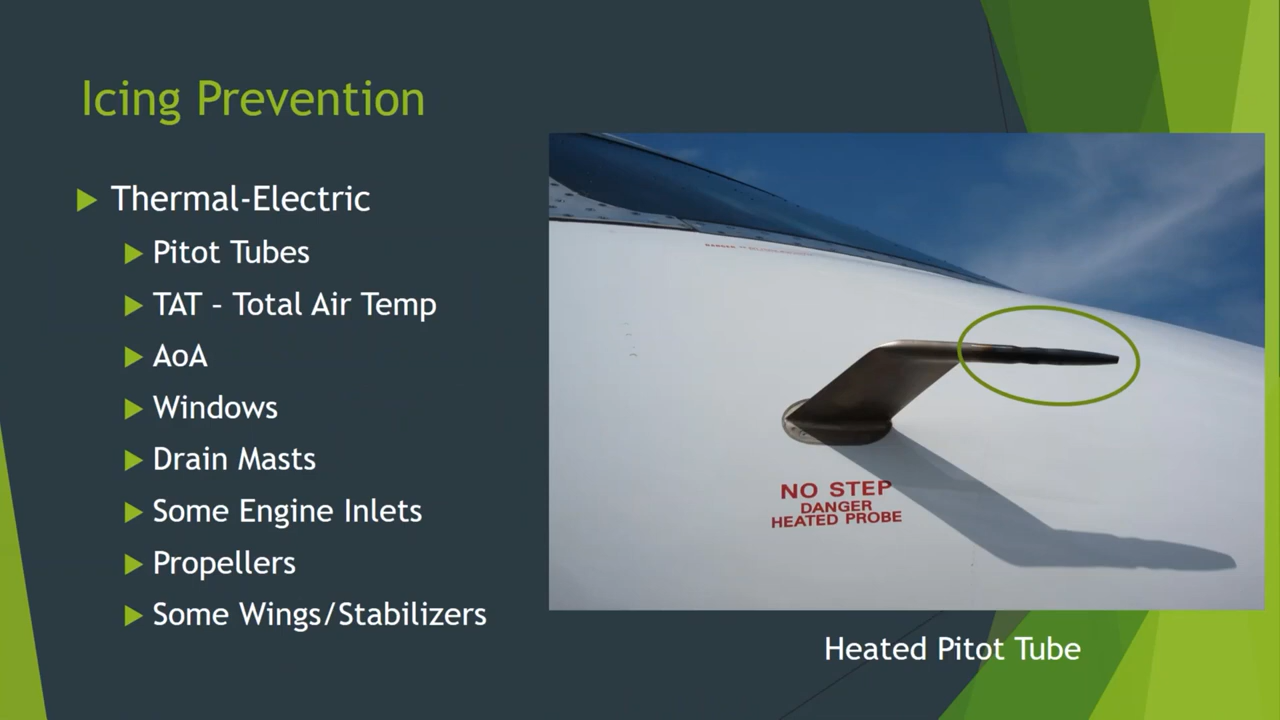 Icing Prevention
Thermal-Electric
Pitot Tubes
TAT – Total Air Temp
AoA
Windows
Drain Masts
Some Engine Inlets
Propellers
Some Wings/Stabilizers
NO STEP
DANGER
HEATED PROBE
Heated Pitot Tube